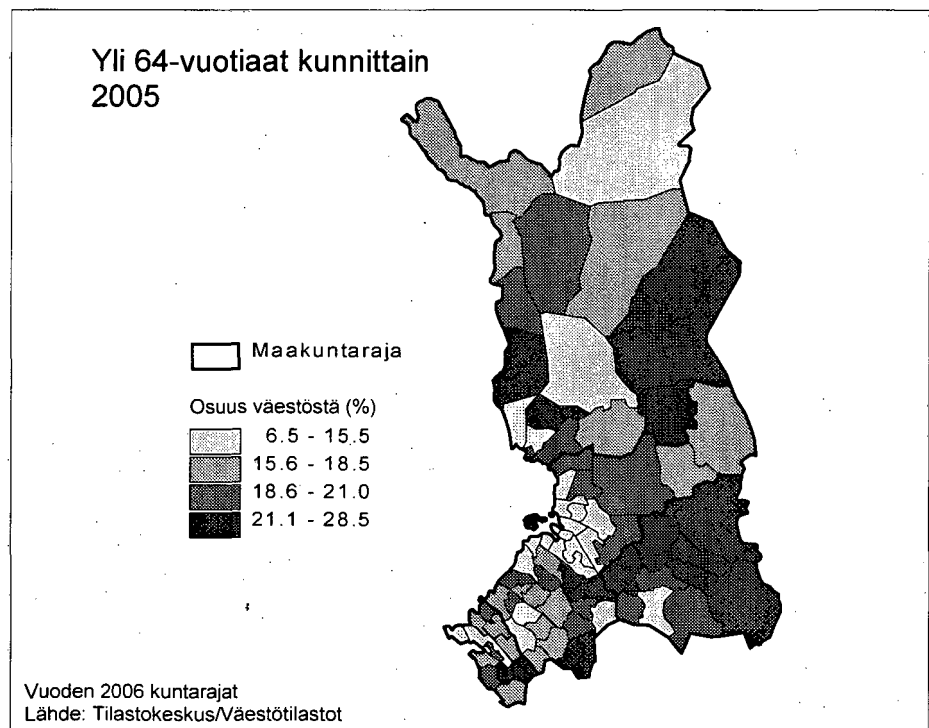 Yli 64-vuotiaat kunnittain
2005
Maakuntaraja
Osuus väestöstä (%)
6.5 - 15.5
15.6 - 18.5
18.6 - 21.0
21.1 - 28.5
Vuoden 2006 kuntarajat
Lähde: Tilastokeskus/Väestötilastot